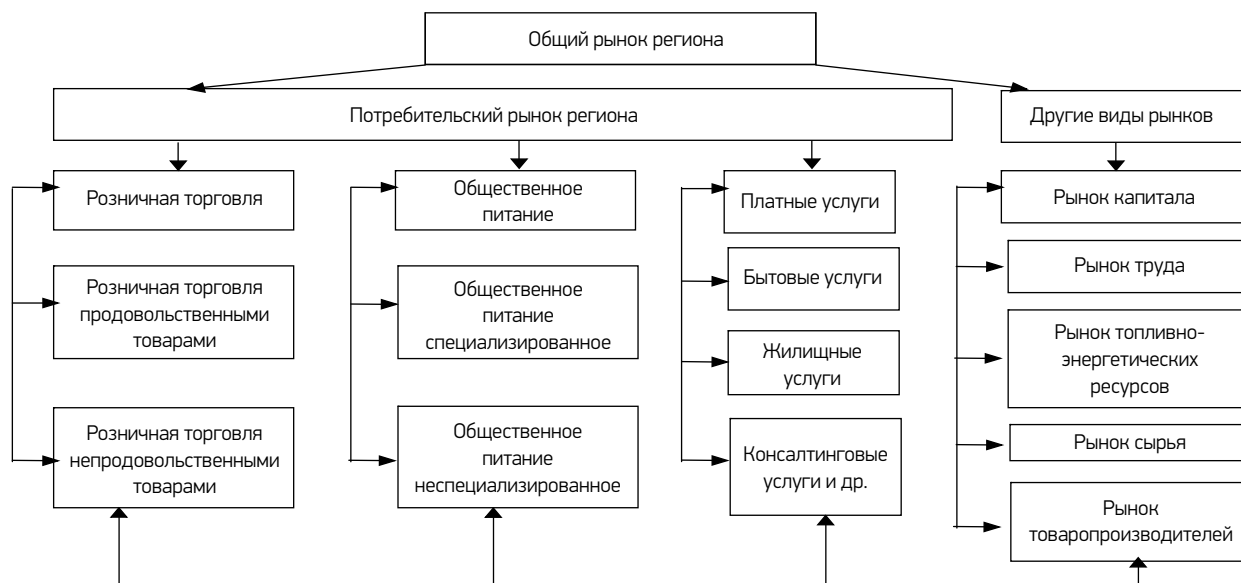 Общий рынок региона
Потребительский рынок региона
Другие виды рынков
Розничная торговля
Розничная торговля
продовольственными
товарами
Розничная торговля
непродовольственными
товарами
Общественное
питание
Общественное
питание
специализированное
Общественное
питание
неспециализированное
Платные услуги
Бытовые услуги
Жилищные
услуги
Консалтинговые
услуги и др.
Рынок капитала
Рынок труда
Рынок топливно-
энергетических
ресурсов
Рынок сырья
Рынок
товаропроизводителей